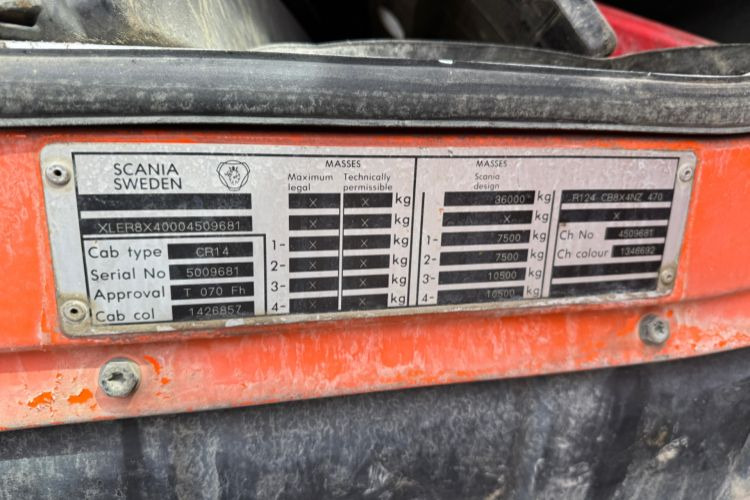 SCANIA
SWEDEN
XLER8X40004509681
Cab type CR14
Serial No 5009681
Approval T 070 Fh
Cab col 1426857
MASSES
Maximum legal Technically permissible
X X kg
X X kg
1- X X kg
2- X X kg
3- X X kg
4- X X kg
MASSES
Scania design
36000 kg
X kg
1- 7500 kg
2- 7500 kg
3- 10500 kg
4- 10500 kg
R124 CB8X4NZ 470
X
Ch No 4509681
Ch colour 1346692